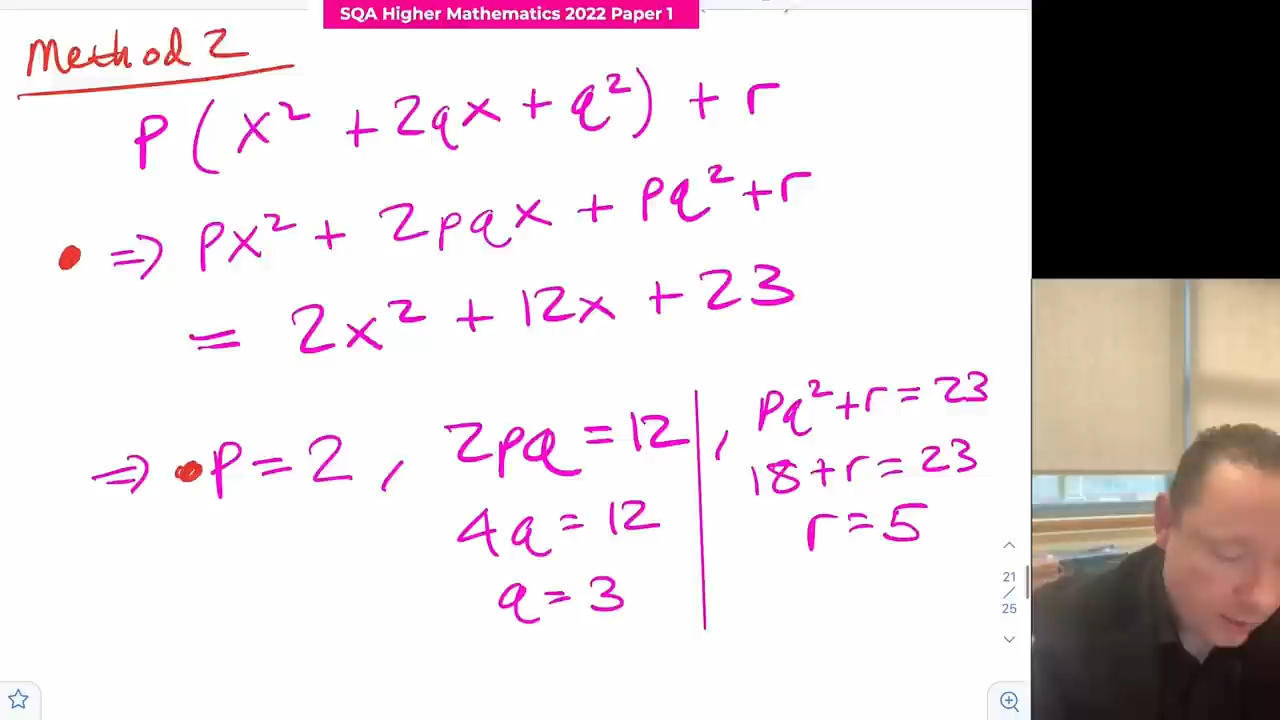 SQA Higher Mathematics 2022 Paper 1
Method 2
P(x² + 2qx + q²) + r
• ⇒ Px² + 2pqx + pq² + r
= 2x² + 12x + 23
⇒ • P = 2, 2pq = 12, pq² + r = 23
4q = 12
18 + r = 23
q = 3
r = 5
21
/
25